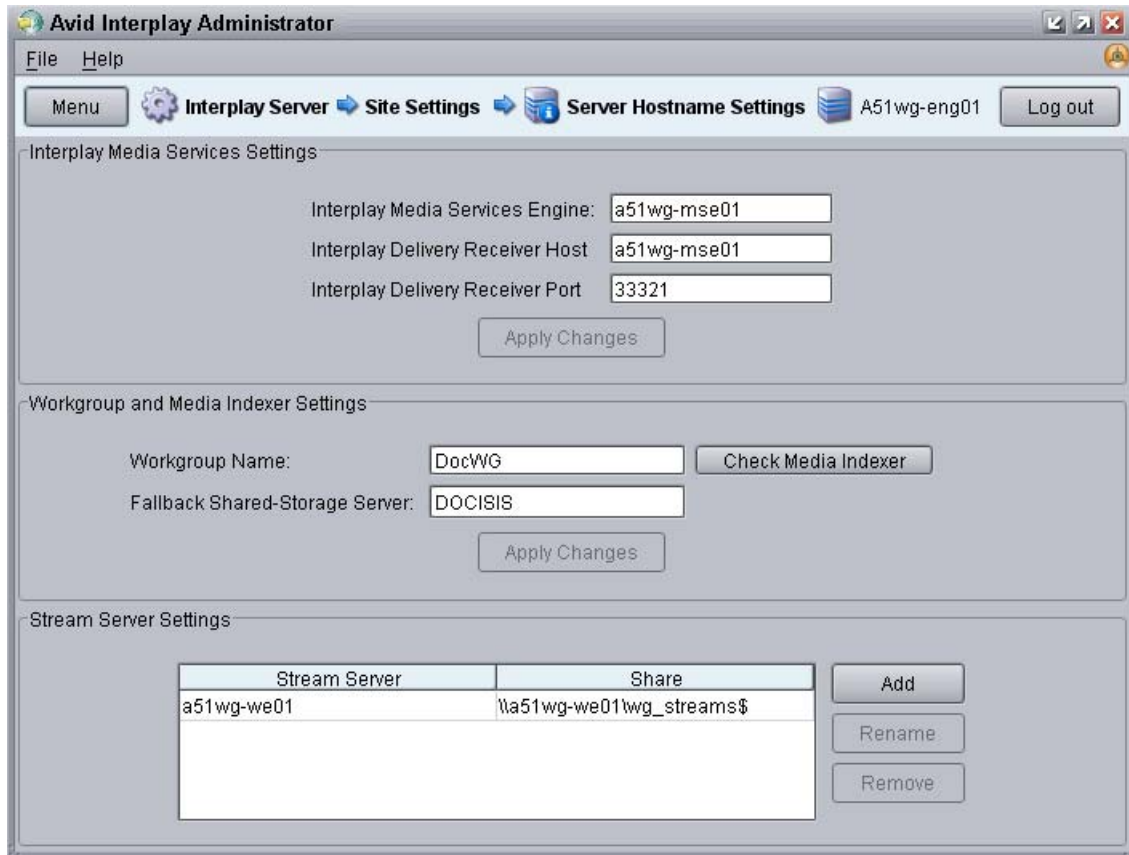 Avid Interplay Administrator
File Help
Menu Interplay Server Site Settings Server Hostname Settings A51wg-eng01 Log out
Interplay Media Services Settings
Interplay Media Services Engine: a51wg-mse01
Interplay Delivery Receiver Host a51wg-mse01
Interplay Delivery Receiver Port 33321
Apply Changes
Workgroup and Media Indexer Settings
Workgroup Name: DocWG Check Media Indexer
Fallback Shared-Storage Server: DOCISIS
Apply Changes
Stream Server Settings
Stream Server Share Add
a51wg-we01 \\a51wg-we01\wg_streams$
Rename
Remove